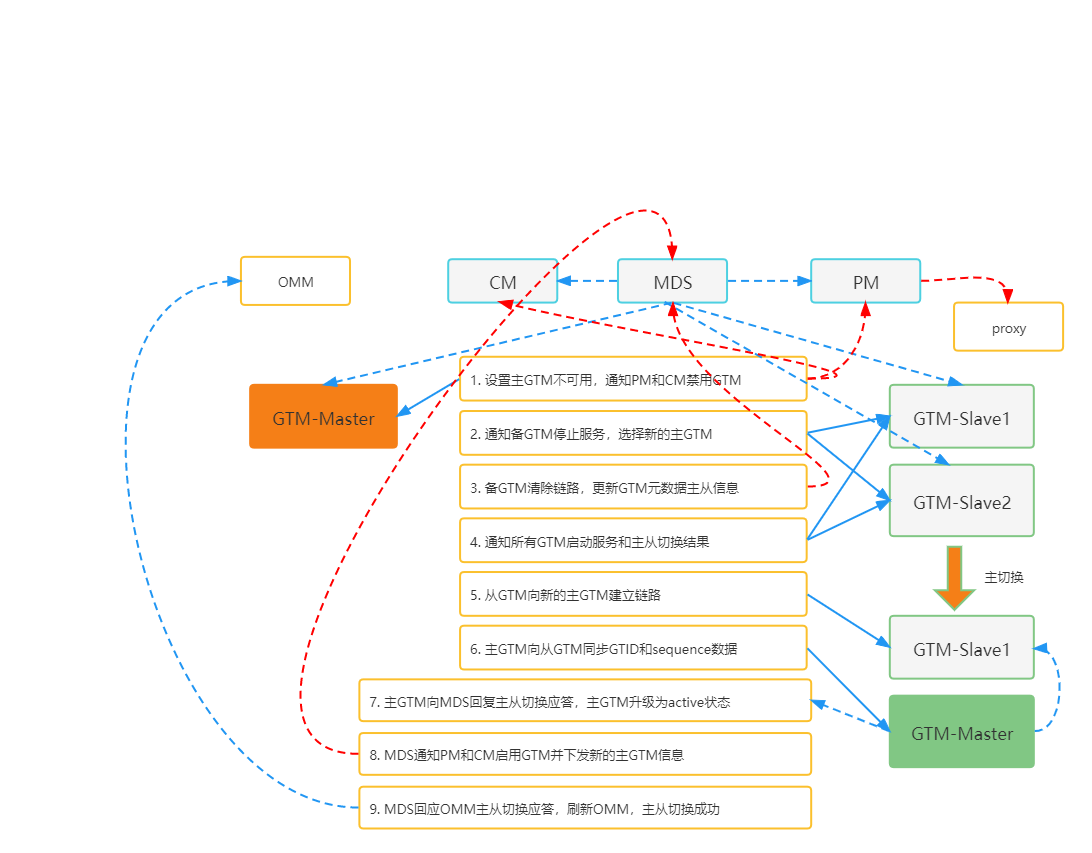 OMM
CM
MDS
PM
proxy
GTM-Master
1. 设置主GTM不可用，通知PM和CM禁用GTM
2. 通知备GTM停止服务，选择新的主GTM
3. 备GTM清除链路，更新GTM元数据主从信息
4. 通知所有GTM启动服务和主从切换结果
5. 从GTM向新的主GTM建立链路
6. 主GTM向从GTM同步GTID和sequence数据
7. 主GTM向MDS回复主从切换应答，主GTM升级为active状态
8. MDS通知PM和CM启用GTM并下发新的主GTM信息
9. MDS回应OMM主从切换应答，刷新OMM，主从切换成功
GTM-Slave1
GTM-Slave2
主切换
GTM-Slave1
GTM-Master